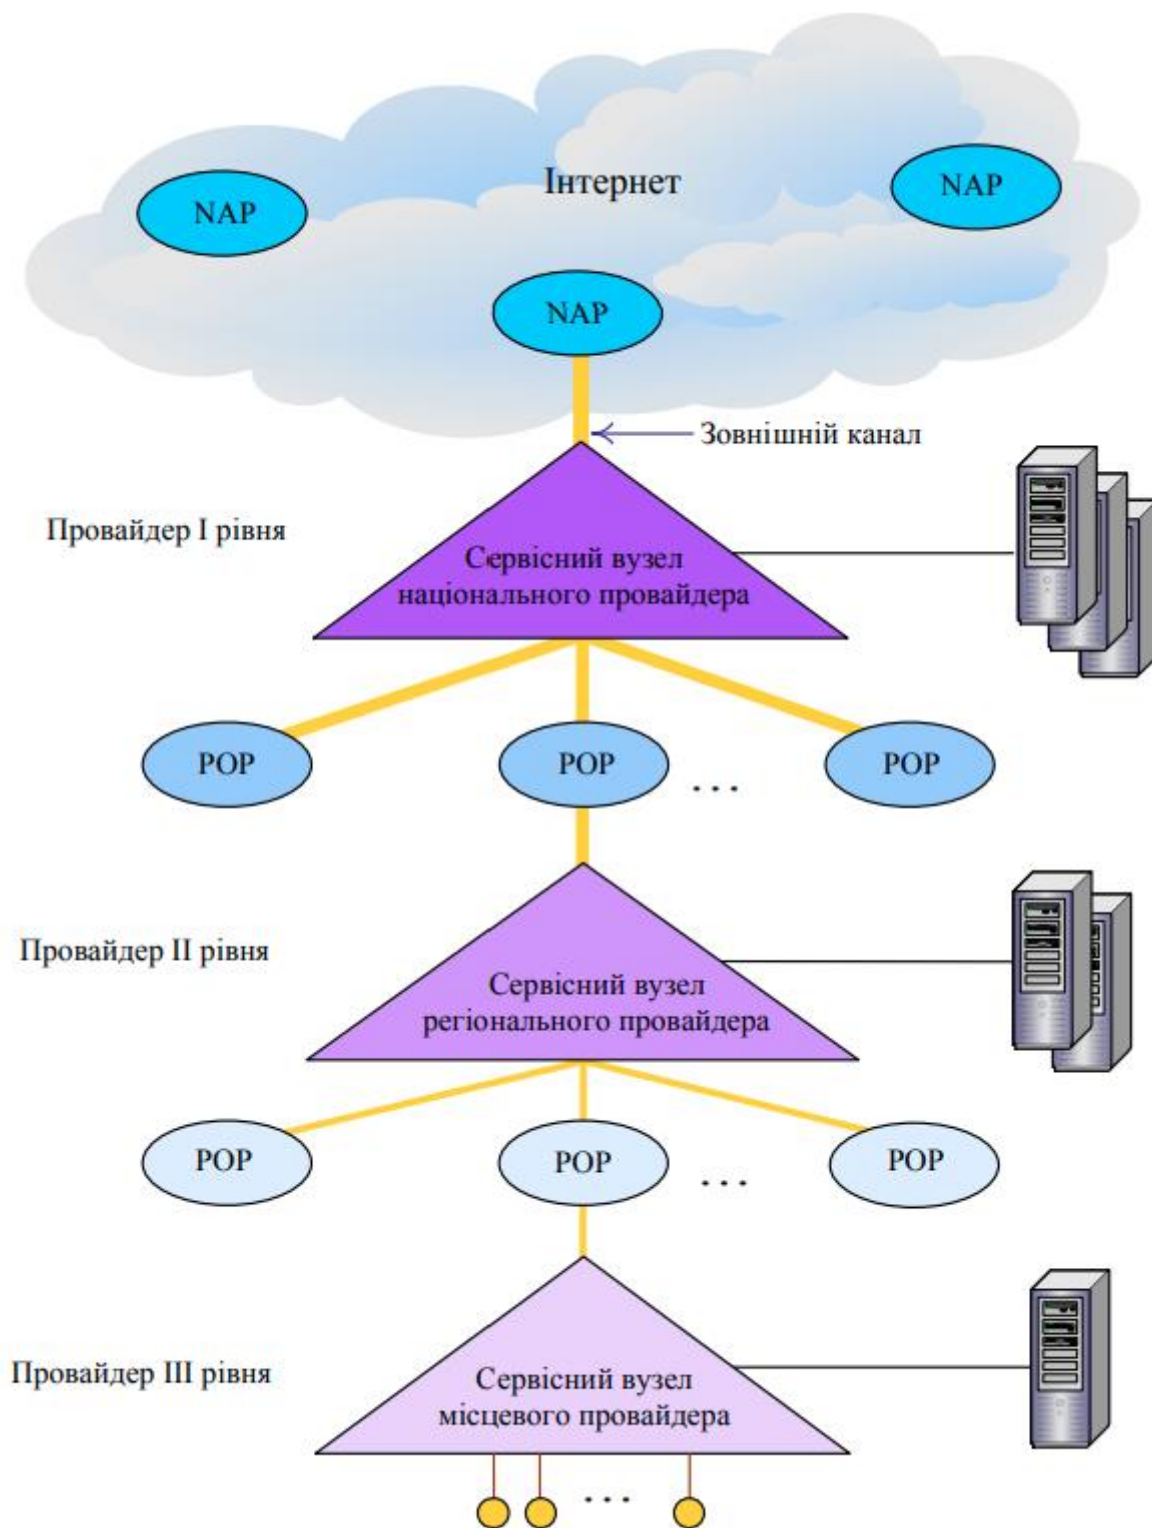 Інтернет
NAP
NAP
NAP
Зовнішній канал
Провайдер І рівня
Сервісний вузел
національного провайдера
POP
POP
...
POP
Провайдер ІІ рівня
Сервісний вузел
регіонального провайдера
POP
POP
...
POP
Провайдер ІІІ рівня
Сервісний вузел
місцевого провайдера
...